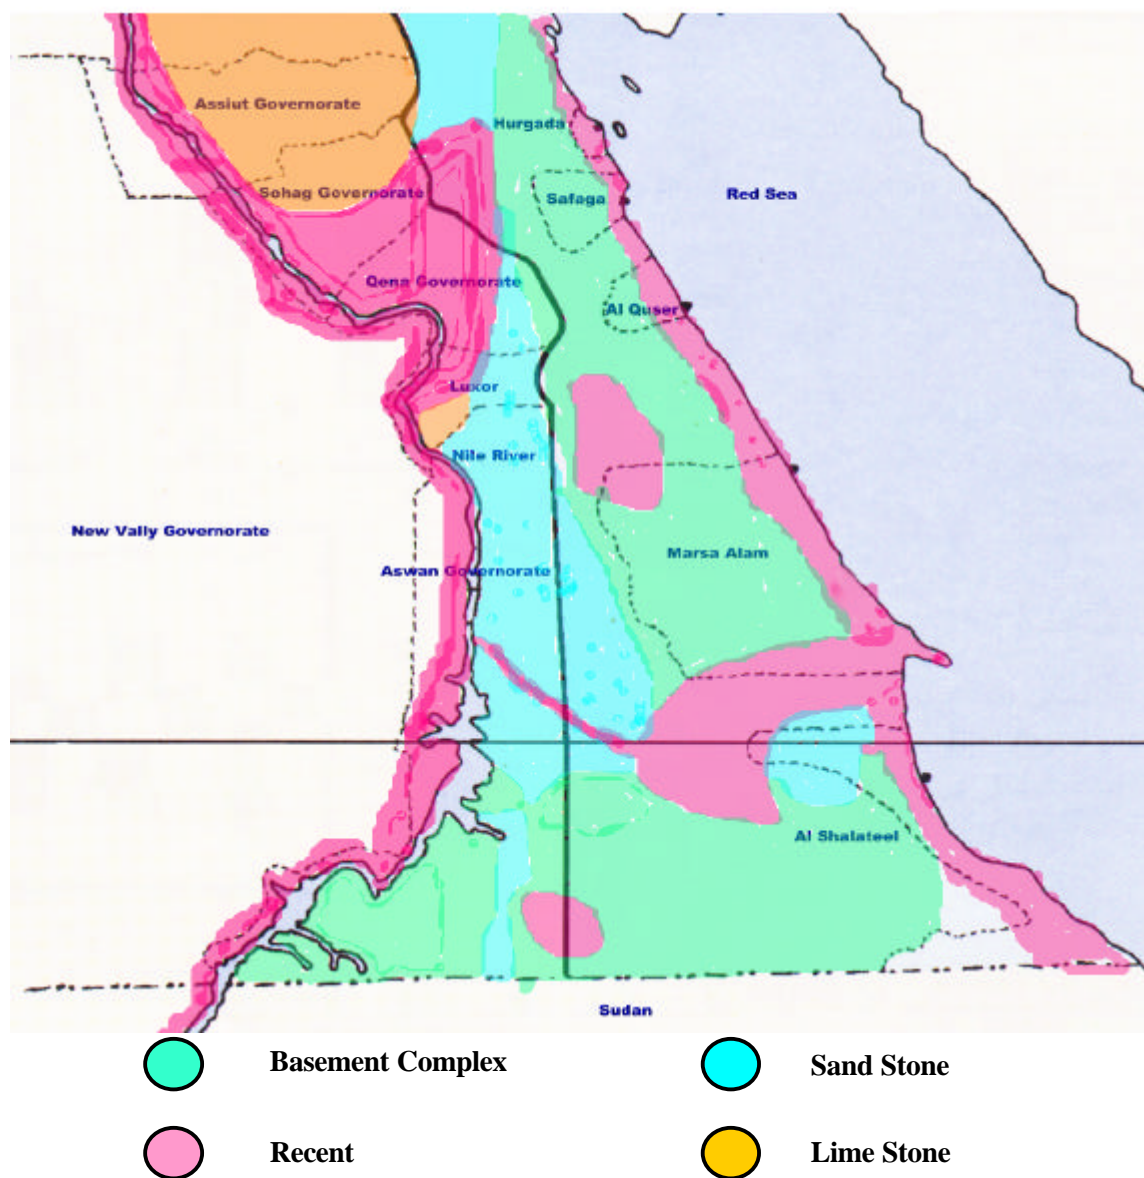 Assiut Governorate
Hurgada
Sohag Governorate
Safaga
Red Sea
Qena Governorate
Al Quser
Luxor
Nile River
New Vally Governorate
Marsa Alam
Aswan Governorate
Al Shalateel
Sudan
Basement Complex
Sand Stone
Recent
Lime Stone